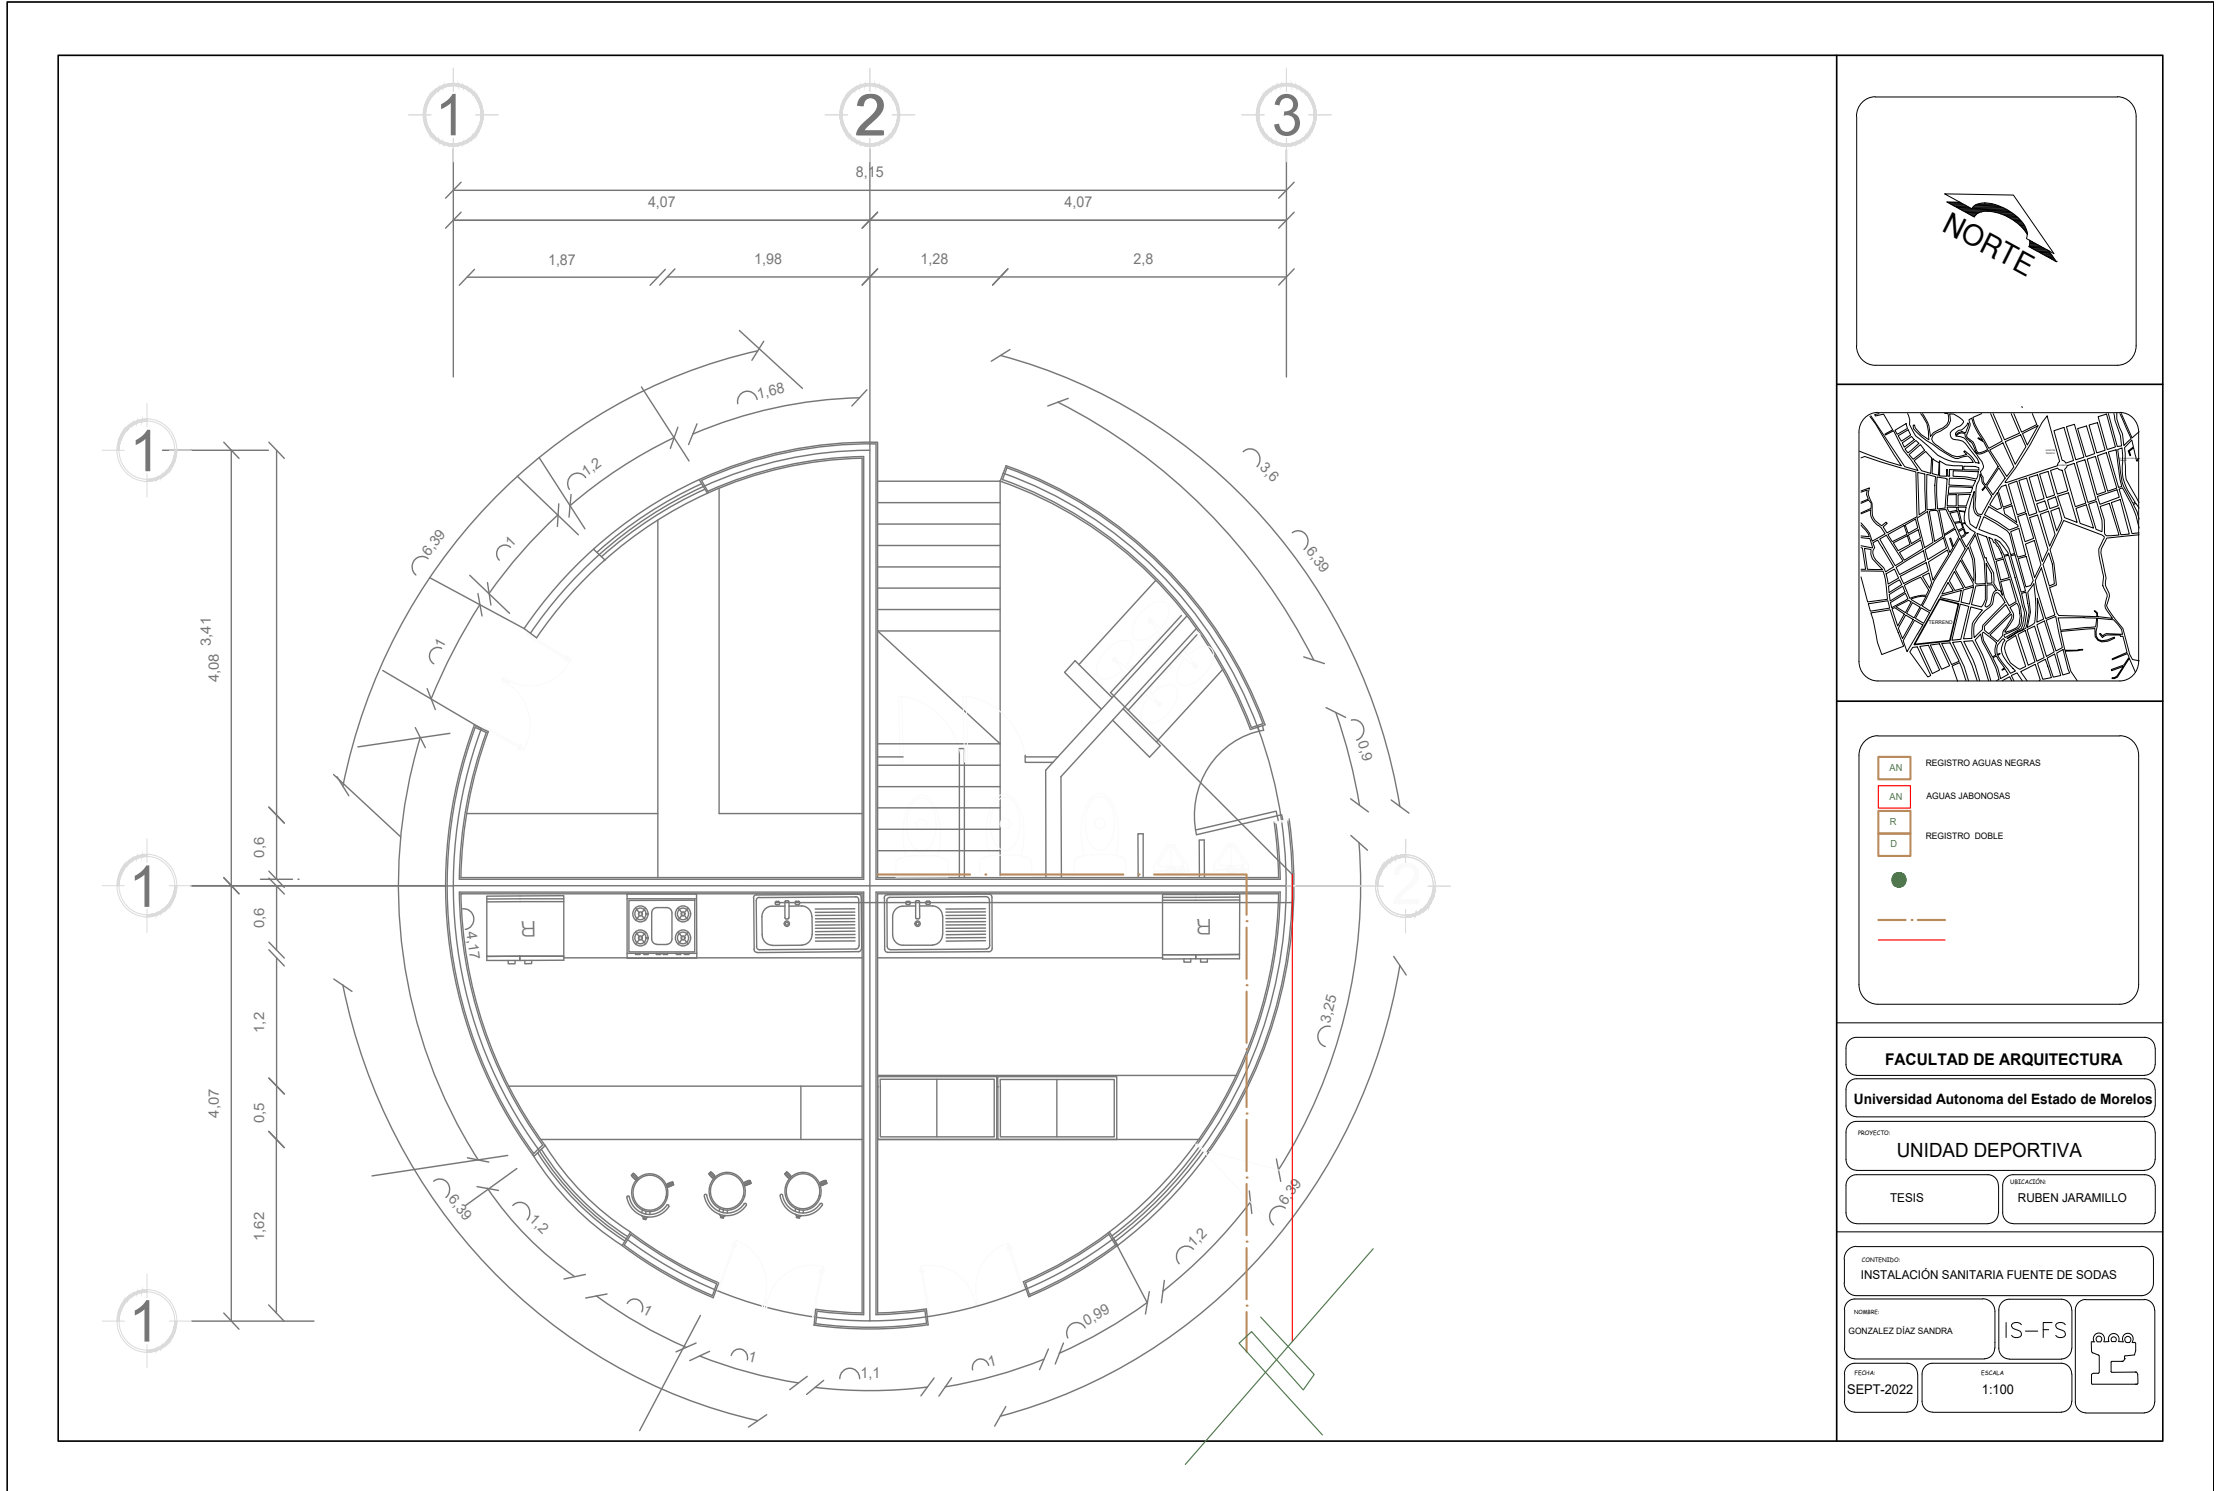 1
2
3
8,15
4,07
4,07
1,87
1,98
1,28
2,8
1,68
1,2
1
6,39
1
3,6
6,39
0,9
1
3,41
4,08
0,6
1
2
0,6
4,17
R
R
1,2
3,25
0,5
4,07
1,62
6,39
1,2
6,39
1,2
1
0,99
1
1,1
1
1
NORTE
TERRENO
AN
REGISTRO AGUAS NEGRAS
AN
AGUAS JABONOSAS
R
D
REGISTRO DOBLE
FACULTAD DE ARQUITECTURA
Universidad Autonoma del Estado de Morelos
PROYECTO:
UNIDAD DEPORTIVA
TESIS
UBICACIÓN:
RUBEN JARAMILLO
CONTENIDO:
INSTALACIÓN SANITARIA FUENTE DE SODAS
NOMBRE:
GONZALEZ DÍAZ SANDRA
IS-FS
FECHA:
SEPT-2022
ESCALA
1:100